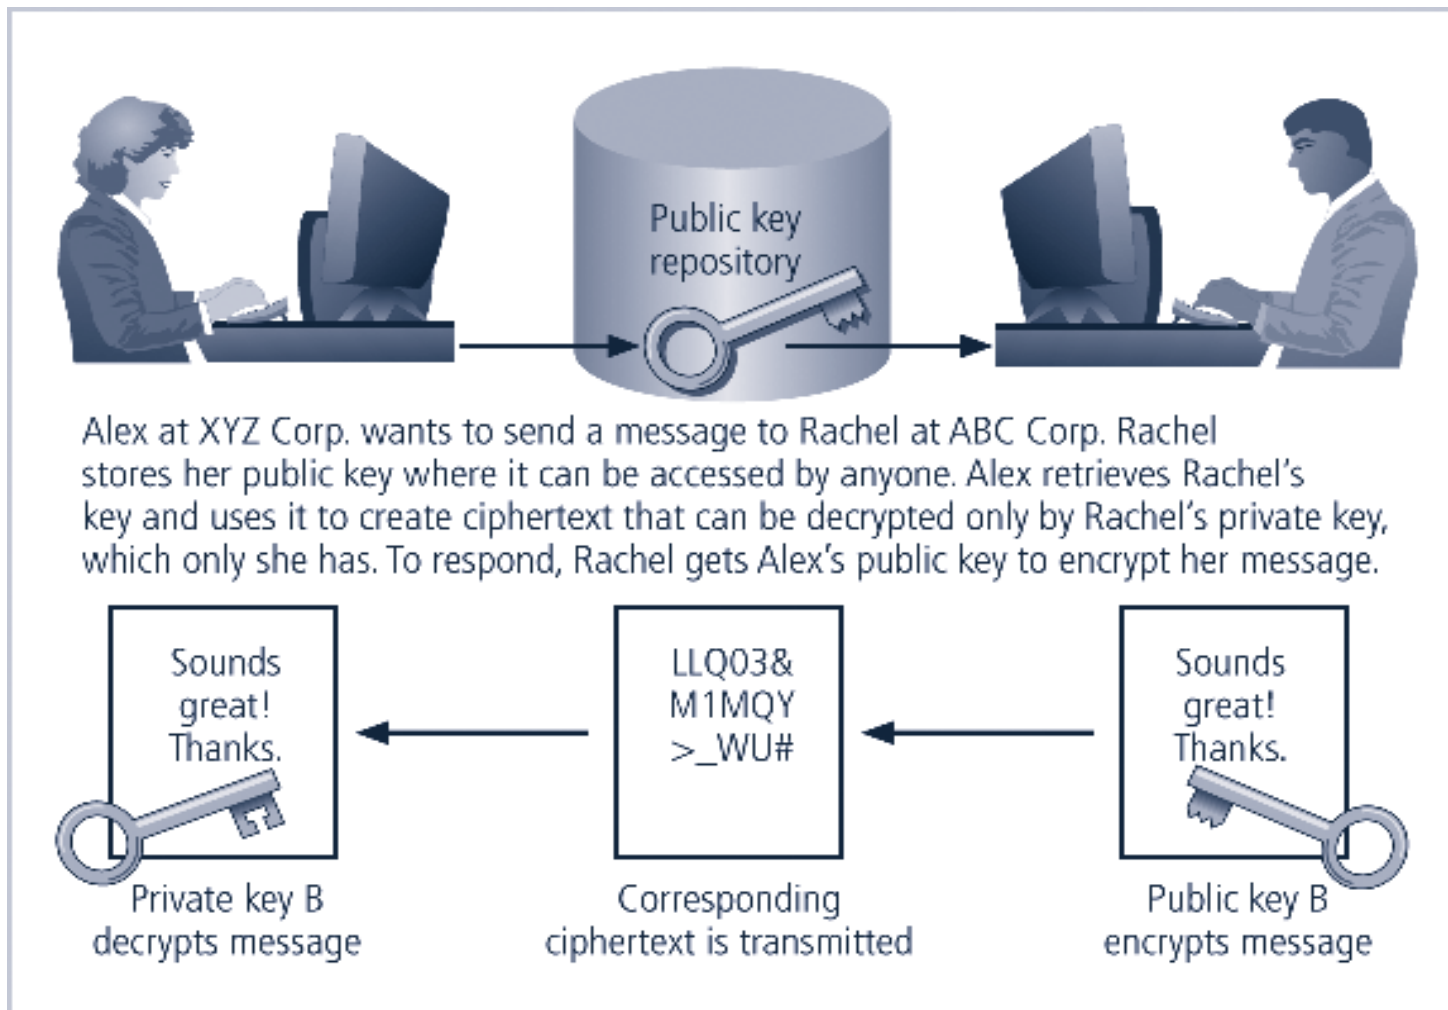 Public key
repository
Alex at XYZ Corp. wants to send a message to Rachel at ABC Corp. Rachel
stores her public key where it can be accessed by anyone. Alex retrieves Rachel’s
key and uses it to create ciphertext that can be decrypted only by Rachel’s private key,
which only she has. To respond, Rachel gets Alex’s public key to encrypt her message.
Sounds
great!
Thanks.
LLQ03&
M1MQY
>_WU#
Sounds
great!
Thanks.
Private key B
decrypts message
Corresponding
ciphertext is transmitted
Public key B
encrypts message